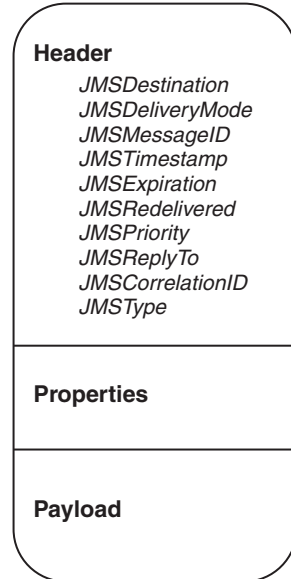 Header
JMSDestination
JMSDeliveryMode
JMSMessageID
JMSTimestamp
JMSExpiration
JMSRedelivered
JMSPriority
JMSReplyTo
JMSCorrelationID
JMSType
Properties
Payload